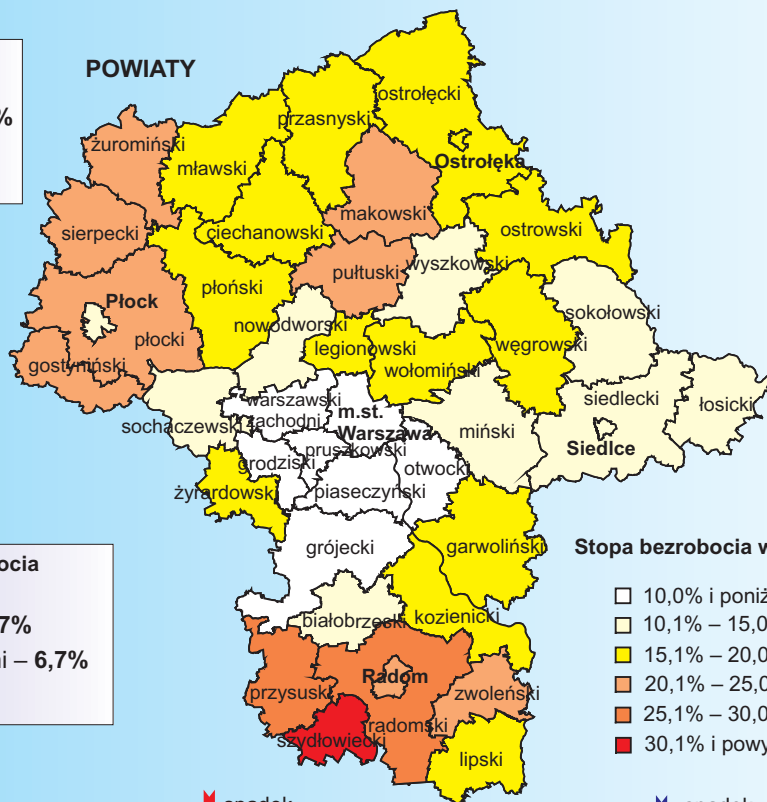 POWIATY
%
ostrołęcki
przasnyski
żuromiński
mławski
Ostrołęka
makowski
sierpecki
ciechanowski
ostrowski
wyszkowski
pułtuski
płoński
Płock
sokołowski
nowodworski
płocki
legionowski
węgrowski
gostyniński
wołomiński
siedlecki
warszawski
zachodni
łosicki
m.st.
Warszawa
sochaczewski
miński
Siedlce
pruszkowski
grodziski
otwocki
żyrardowski
piaseczyński
grójecki
garwoliński
Stopa bezrobocia w
ocia
7%
i – 6,7%
10,0% i poniż
10,1% – 15,0
15,1% – 20,0
20,1% – 25,0
25,1% – 30,0
30,1% i powy
białobrzeski
kozienicki
Radom
przysuski
zwoleński
radomski
szydłowiecki
lipski
spadek